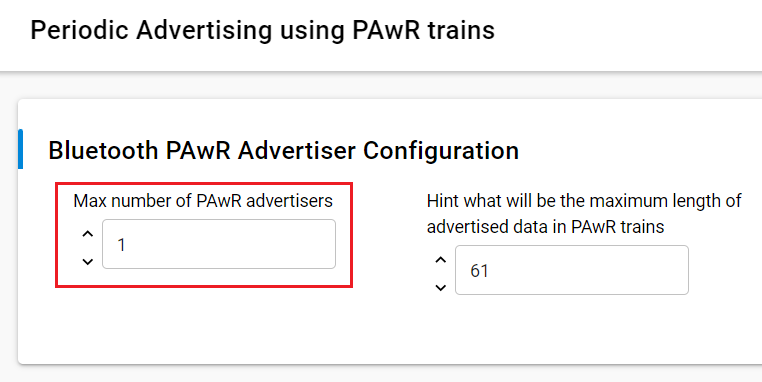 Periodic Advertising using PAwR trains
Bluetooth PAwR Advertiser Configuration
Max number of PAwR advertisers
1
Hint what will be the maximum length of
advertised data in PAwR trains
61